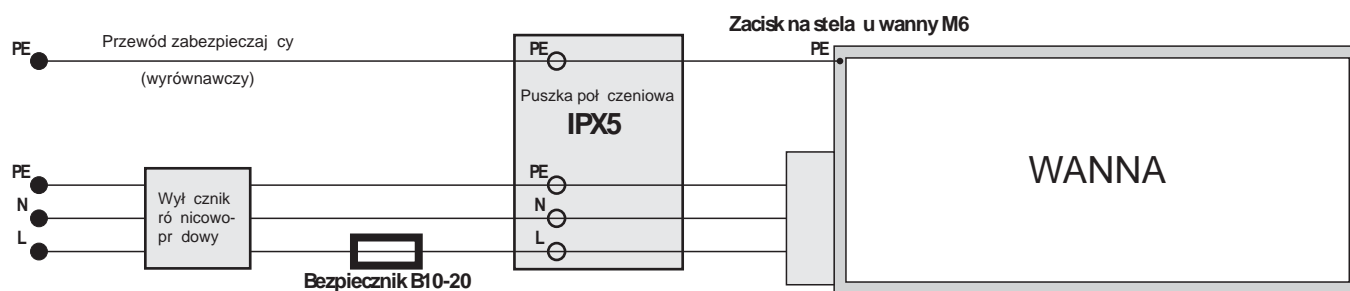 Zacisk na stela u wanny M6
PE
Przewód zabezpieczaj cy
(wyrównawczy)
PE
PE
Puszka poł czeniowa
IPX5
WANNA
PE
N
L
Wył cznik
ró nicowo-
pr dowy
PE
N
L
Bezpiecznik B10-20